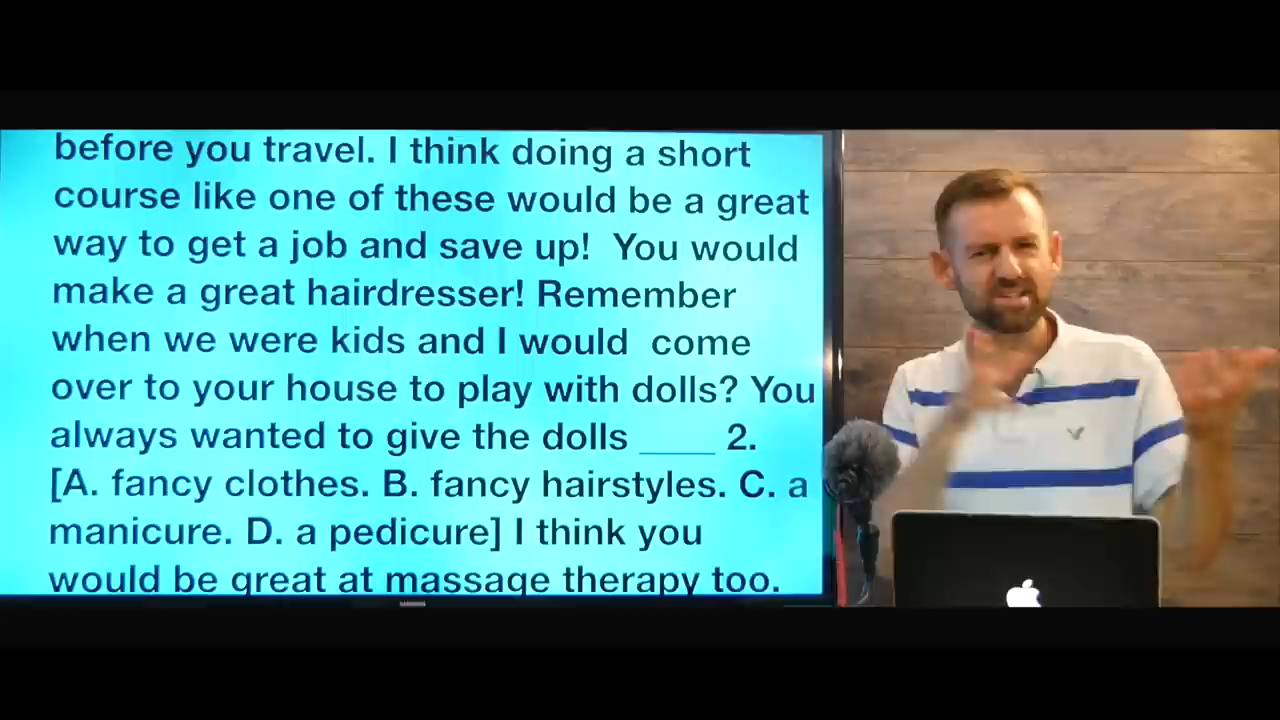 before you travel. I think doing a short
course like one of these would be a great
way to get a job and save up!  You would
make a great hairdresser! Remember
when we were kids and I would  come
over to your house to play with dolls? You
always wanted to give the dolls ____ 2.
[A. fancy clothes. B. fancy hairstyles. C. a
manicure. D. a pedicure] I think you
would be great at massage therapy too.